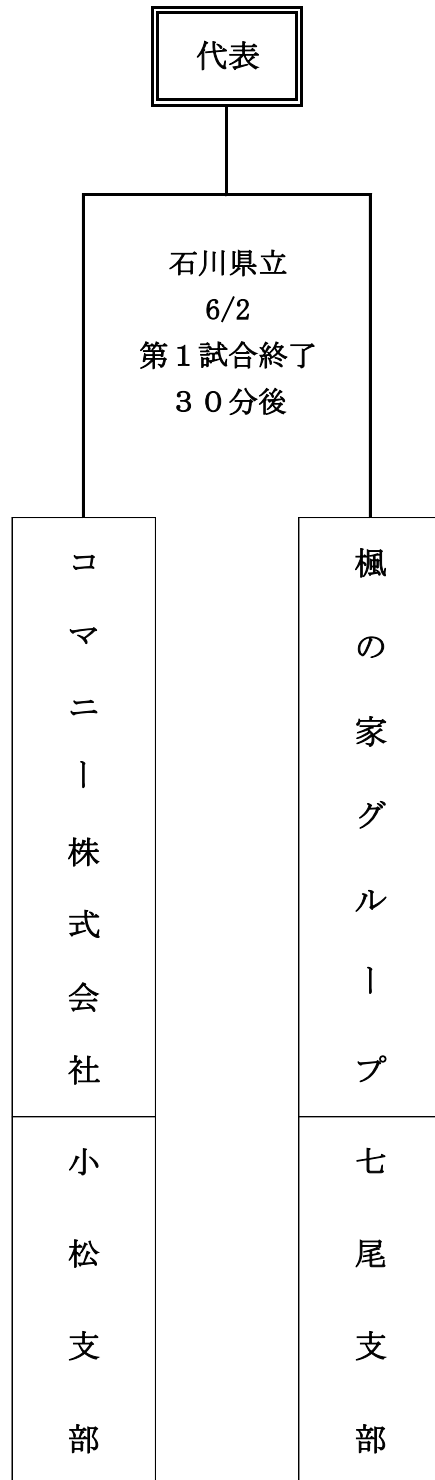 代表
石川県立
6/2
第１試合終了
３０分後
コマニー株式会社
小松支部
楓の家グループ
七尾支部